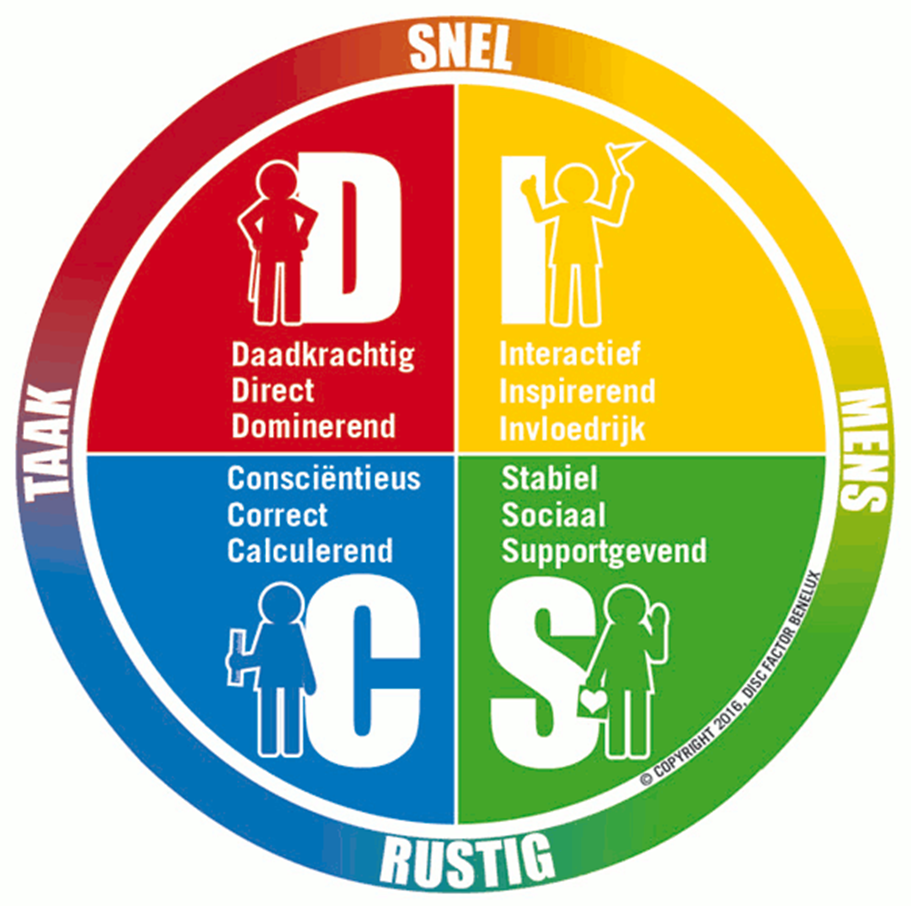 SNEL
D
Daadkrachtig
Direct
Dominerend
I
Interactief
Inspirerend
Invloedrijk
TAAK
MENS
Consciëntieus
Correct
Calculerend
C
Stabiel
Sociaal
Supportgevend
S
© COPYRIGHT 2016, DISC FACTOR BENELUX
RUSTIG